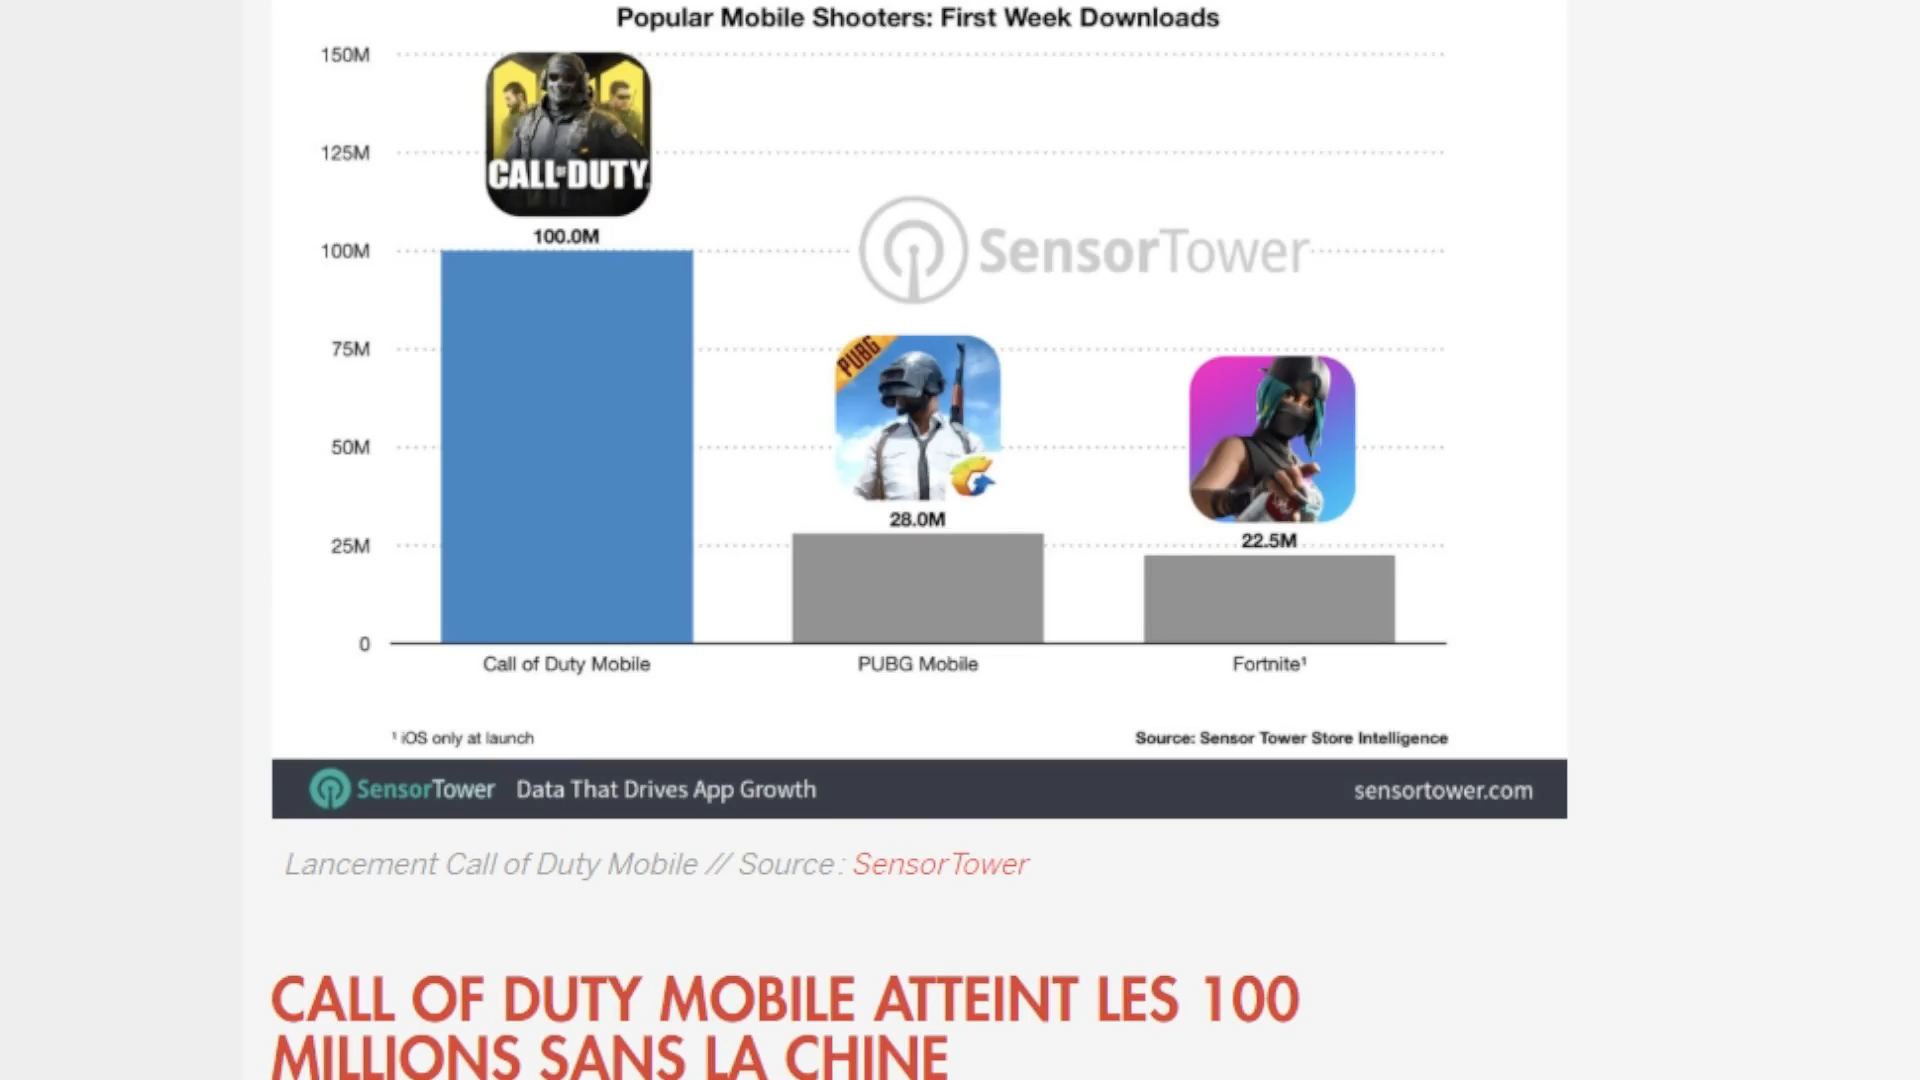 Popular Mobile Shooters: First Week Downloads
150M
CALL OF DUTY
125M
100.0M
100M
SensorTower
75M
PUBG
50M
28.0M
22.5M
25M
0
Call of Duty Mobile PUBG Mobile Fortnite¹
¹ iOS only at launch Source: Sensor Tower Store Intelligence
SensorTower Data That Drives App Growth sensortower.com
Lancement Call of Duty Mobile // Source : SensorTower
CALL OF DUTY MOBILE ATTEINT LES 100
MILLIONS SANS LA CHINE